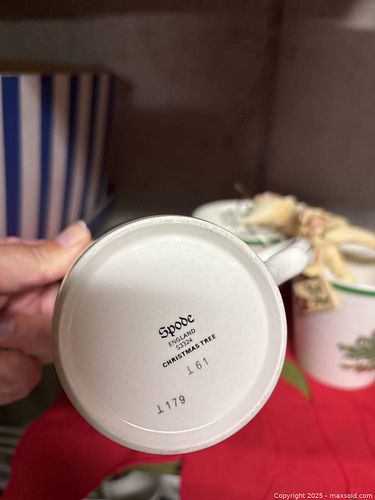 Spode
ENGLAND
S3324
CHRISTMAS TREE
161
1179
Copyright 2025 - maxsold.com